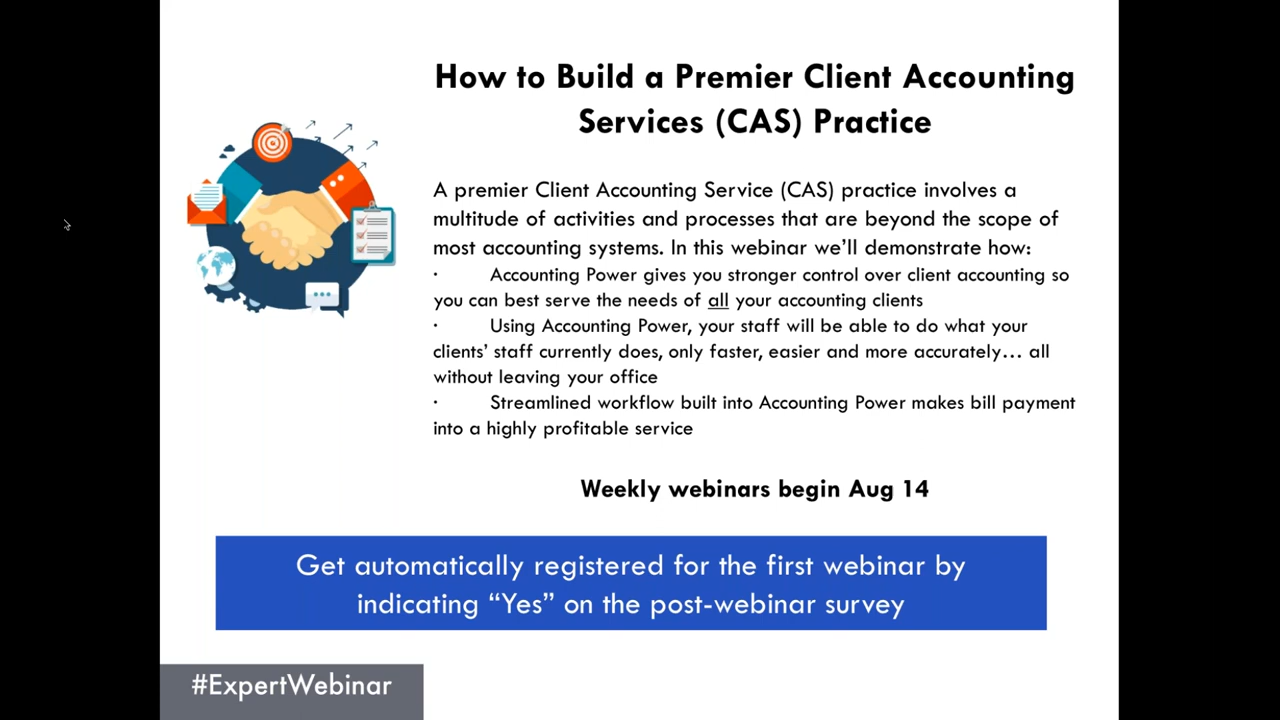 How to Build a Premier Client Accounting
Services (CAS) Practice
A premier Client Accounting Service (CAS) practice involves a
multitude of activities and processes that are beyond the scope of
most accounting systems. In this webinar we’ll demonstrate how:
· Accounting Power gives you stronger control over client accounting so
you can best serve the needs of all your accounting clients
· Using Accounting Power, your staff will be able to do what your
clients’ staff currently does, only faster, easier and more accurately… all
without leaving your office
· Streamlined workflow built into Accounting Power makes bill payment
into a highly profitable service
Weekly webinars begin Aug 14
Get automatically registered for the first webinar by
indicating “Yes” on the post-webinar survey
#ExpertWebinar